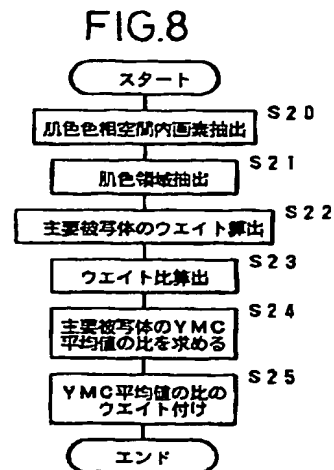 FIG.8
スタート
S20
肌色色相空間内画素抽出
S21
肌色領域抽出
S22
主要被写体のウエイト算出
S23
ウエイト比算出
S24
主要被写体のYMC
平均値の比を求める
S25
YMC平均値の比の
ウエイト付け
エンド